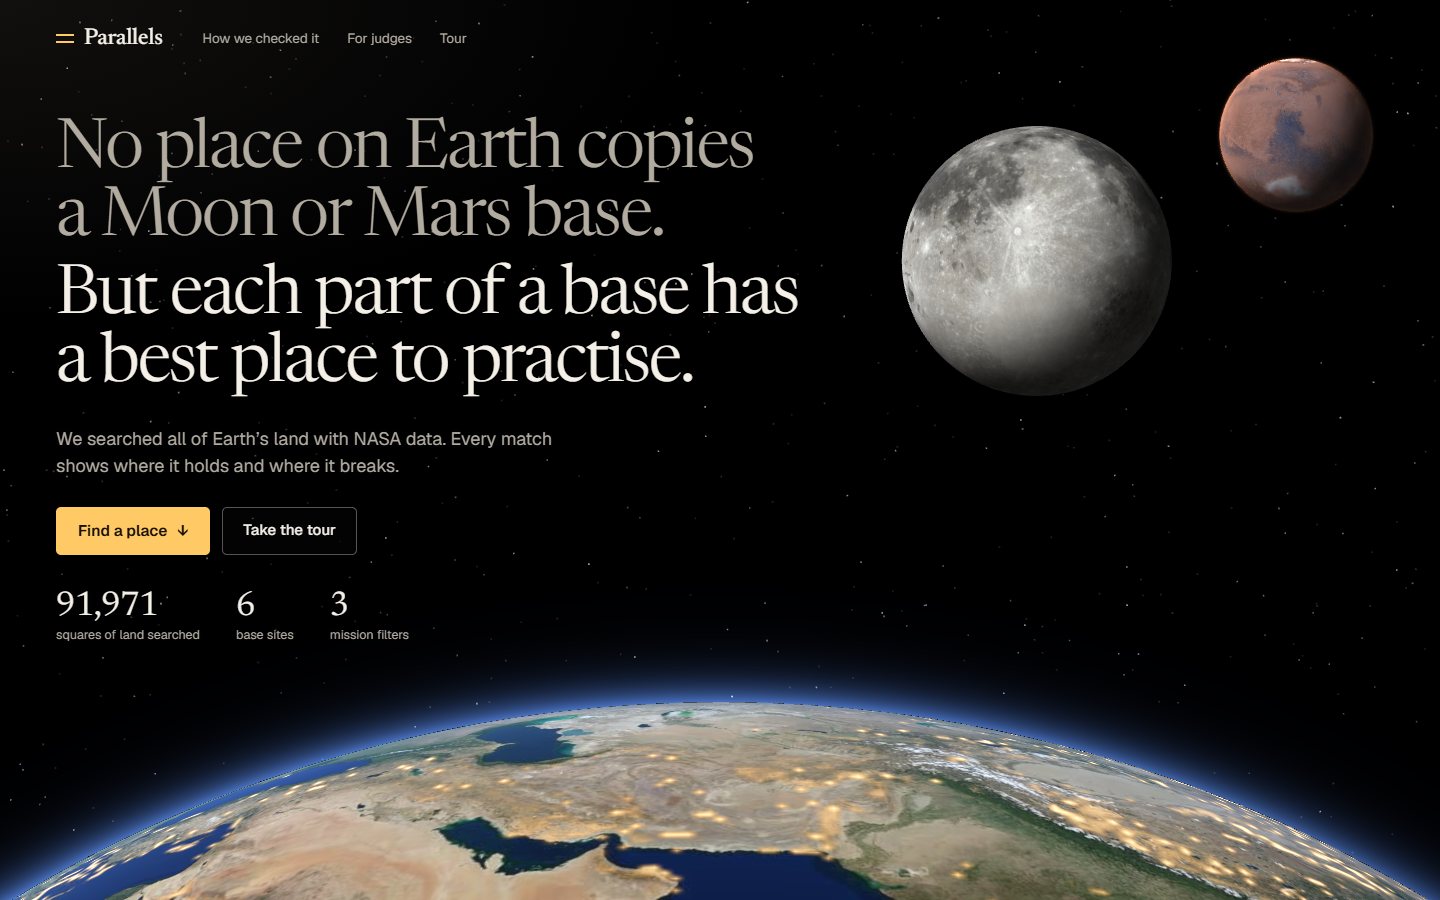 Parallels
How we checked it
For judges
Tour
No place on Earth copies
a Moon or Mars base.
But each part of a base has
a best place to practise.
We searched all of Earth’s land with NASA data. Every match
shows where it holds and where it breaks.
Find a place ↓
Take the tour
91,971
squares of land searched
6
base sites
3
mission filters